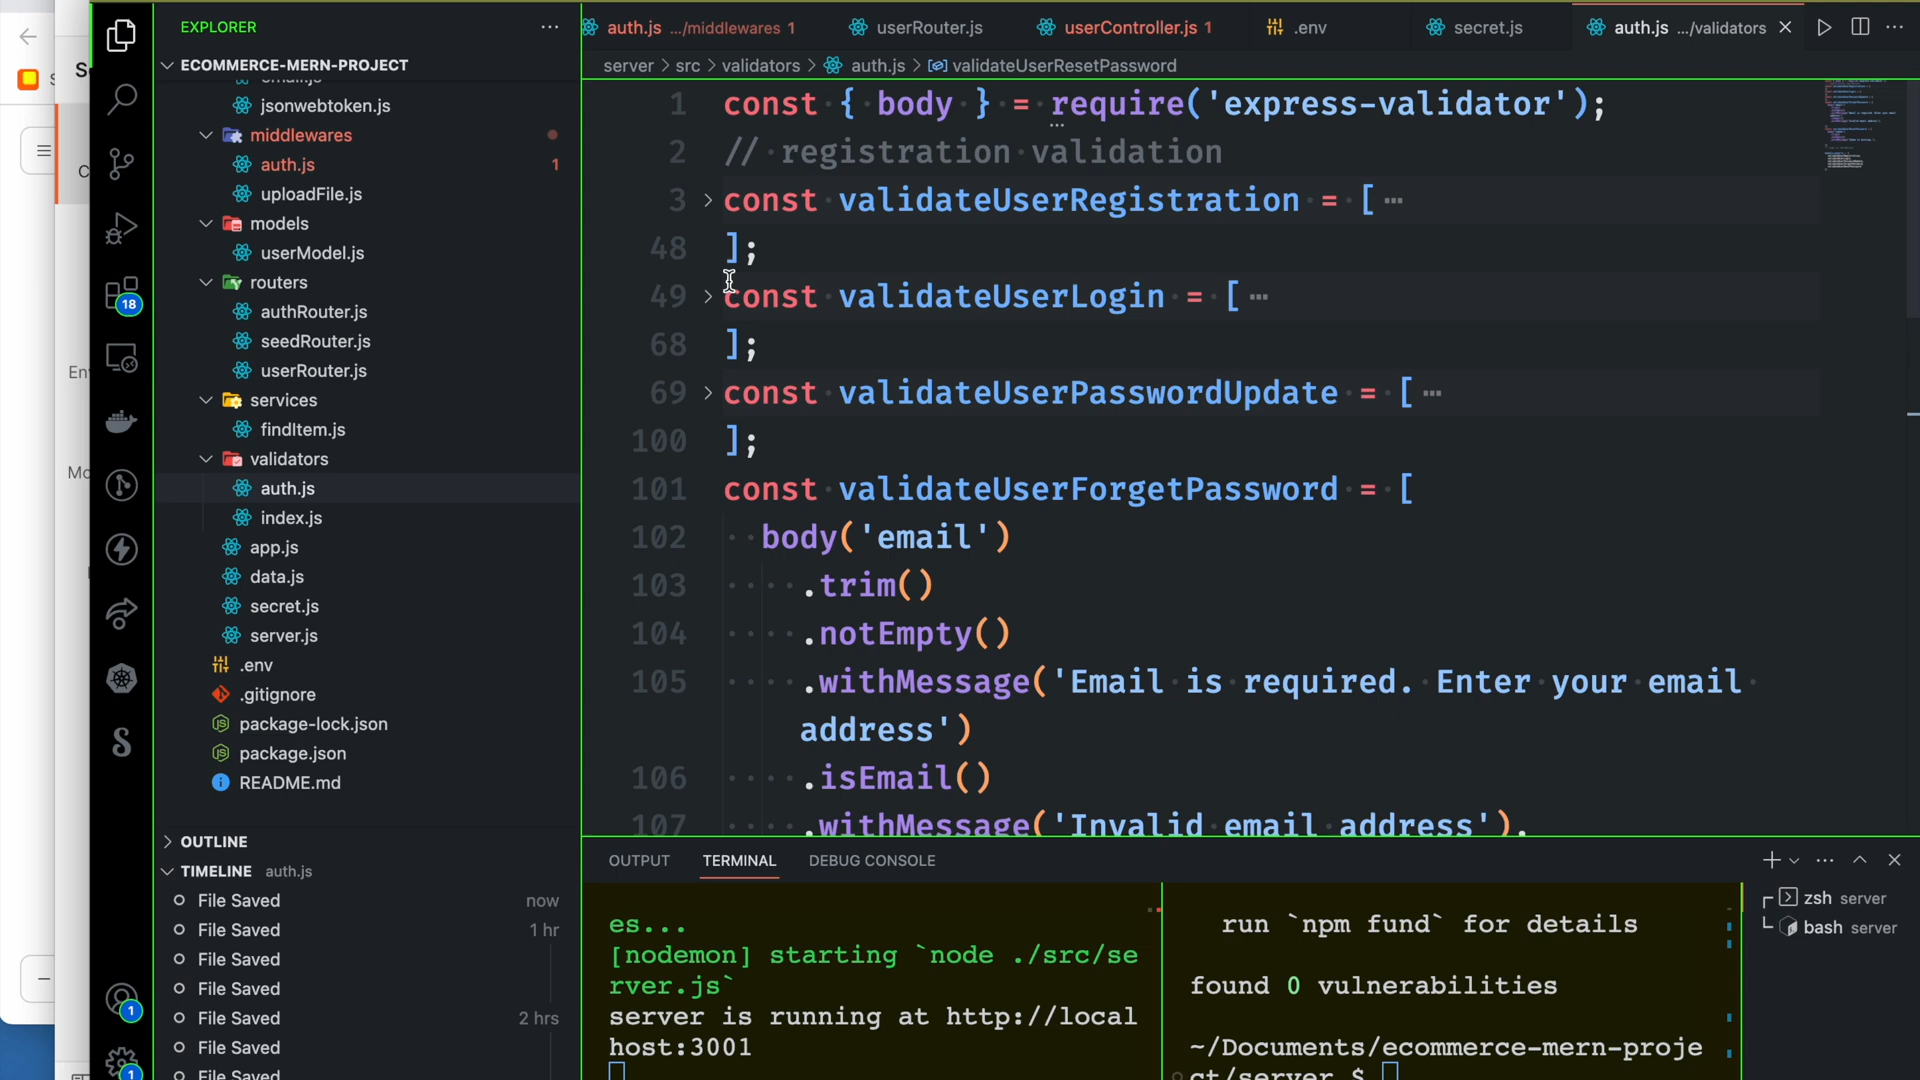 EXPLORER
ECOMMERCE-MERN-PROJECT
jsonwebtoken.js
middlewares
auth.js 1
uploadFile.js
models
userModel.js
routers
authRouter.js
seedRouter.js
userRouter.js
services
findItem.js
validators
auth.js
index.js
app.js
data.js
secret.js
server.js
.env
.gitignore
package-lock.json
package.json
README.md
OUTLINE
TIMELINE auth.js
File Saved now
File Saved 1 hr
File Saved
File Saved
File Saved 2 hrs
File Saved
File Saved
18
1
1
auth.js .../middlewares 1
userRouter.js
userController.js 1
.env
secret.js
auth.js .../validators
server > src > validators > auth.js > validateUserResetPassword
1 const { body } = require('express-validator');
2 // registration validation
3 const validateUserRegistration = [
48 ];
49 const validateUserLogin = [
68 ];
69 const validateUserPasswordUpdate = [
100 ];
101 const validateUserForgetPassword = [
102 body('email')
103 .trim()
104 .notEmpty()
105 .withMessage('Email is required. Enter your email
address')
106 .isEmail()
107 .withMessage('Invalid email address').
OUTPUT TERMINAL DEBUG CONSOLE
es...
[nodemon] starting `node ./src/se
rver.js`
server is running at http://local
host:3001
run `npm fund` for details
found 0 vulnerabilities
~/Documents/ecommerce-mern-proje
ct/server $
zsh server
bash server